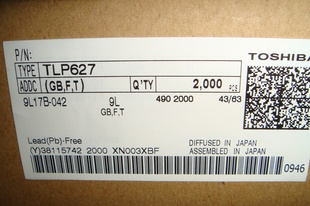 P/N:
TOSHIBA
TYPE TLP627
ADDC (GB,F,T) Q'TY 2,000 PCS
9L17B-042 9L 490 2000 43/63
GB,F,T
Lead(Pb)-Free
DIFFUSED IN JAPAN
(Y)38115742 2000 XN003XBF ASSEMBLED IN JAPAN
0946